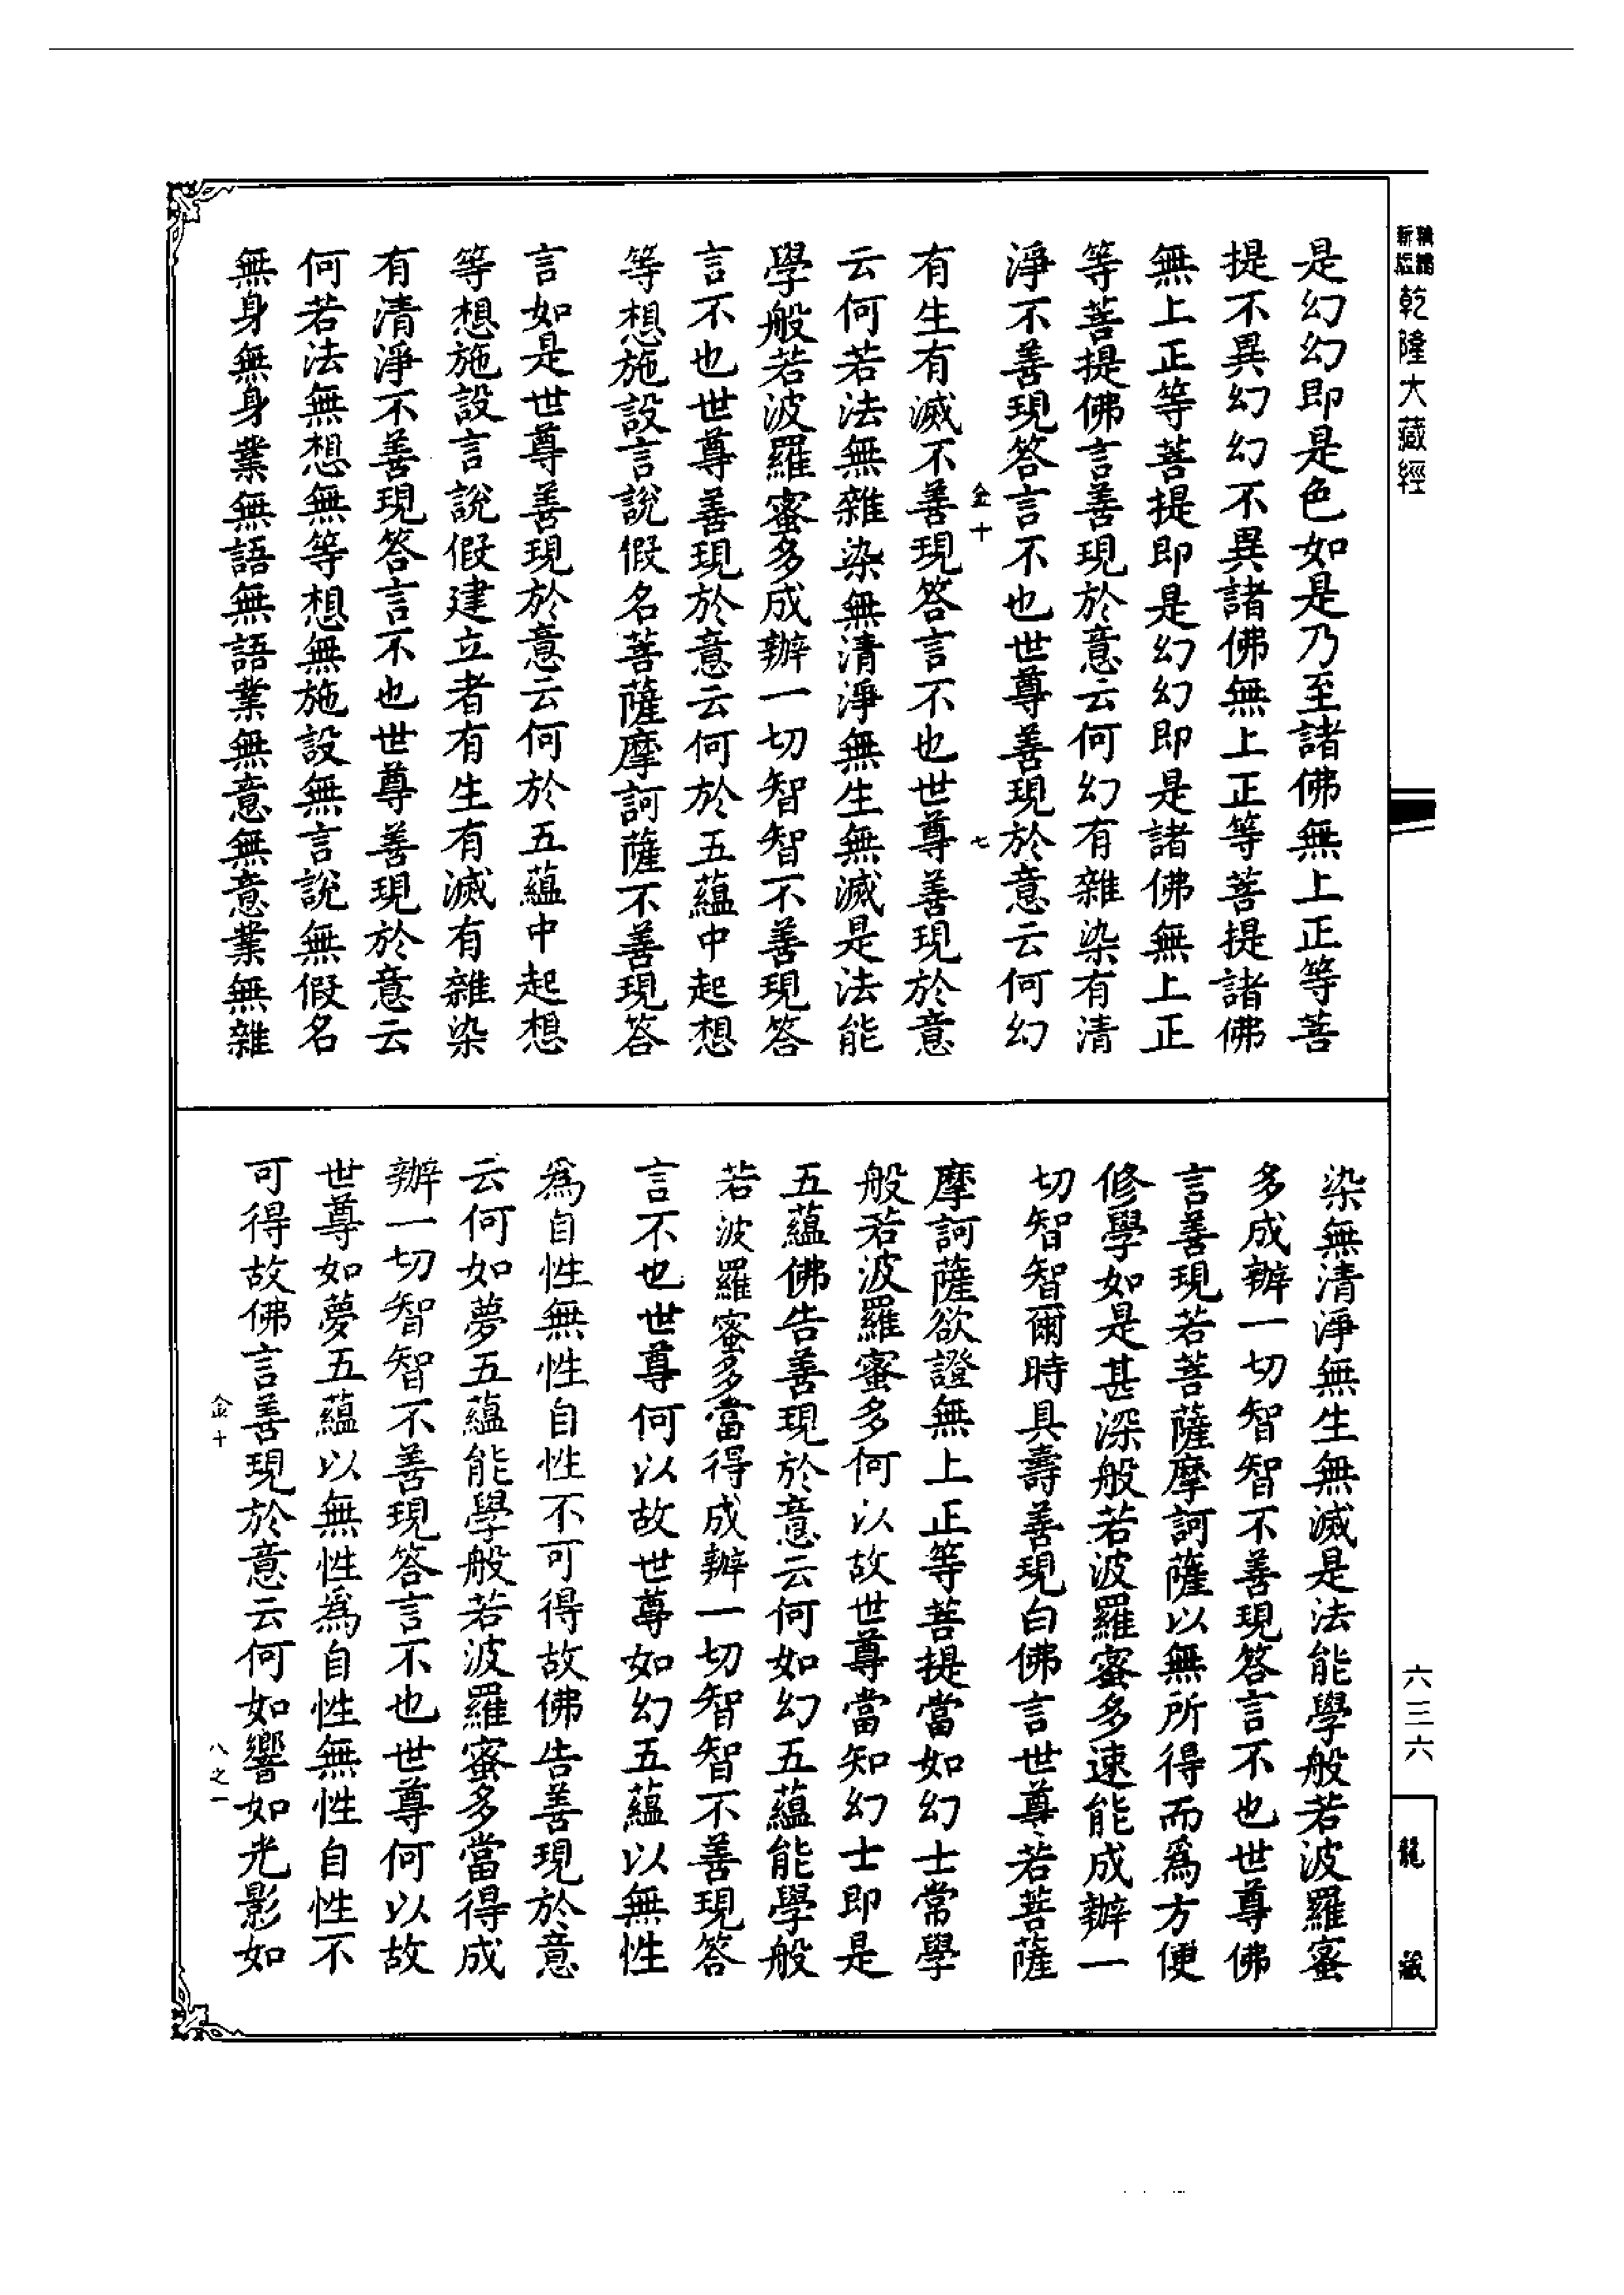 乾隆大藏經
是幻幻即是色如是乃至諸佛無上正等菩
提不異幻幻不異諸佛無上正等菩提諸佛
無上正等菩提即是幻幻即是諸佛無上正
等菩提佛言善現於意云何幻有雜染有清
淨不善現答言不也世尊善現於意云何幻
金十 七
有生有滅不善現答言不也世尊善現於意
云何若法無雜染無清淨無生無滅是法能
學般若波羅蜜多成辦一切智智不善現答
言不也世尊善現於意云何於五蘊中起想
等想施設言說假名菩薩摩訶薩不善現答
言如是世尊善現於意云何於五蘊中起想
等想施設言說假建立者有生有滅有雜染
有清淨不善現答言不也世尊善現於意云
何若法無想無等想無施設無言說無假名
無身無身業無語無語業無意無意業無雜
染無清淨無生無滅是法能學般若波羅蜜
多成辦一切智智不善現答言不也世尊佛
言善現若菩薩摩訶薩以無所得而爲方便
修學如是甚深般若波羅蜜多速能成辦一
切智智爾時具壽善現白佛言世尊若菩薩
摩訶薩欲證無上正等菩提當如幻士常學
般若波羅蜜多何以故世尊當知幻士即是
五蘊佛告善現於意云何如幻五蘊能學般
若波羅蜜多當得成辦一切智智不善現答
言不也世尊何以故世尊如幻五蘊以無性
爲自性無性自性不可得故佛告善現於意
云何如夢五蘊能學般若波羅蜜多當得成
辦一切智智不善現答言不也世尊何以故
世尊如夢五蘊以無性爲自性無性自性不
可得故佛言善現於意云何如響如光影如
金十 八之一
六三六
龍藏